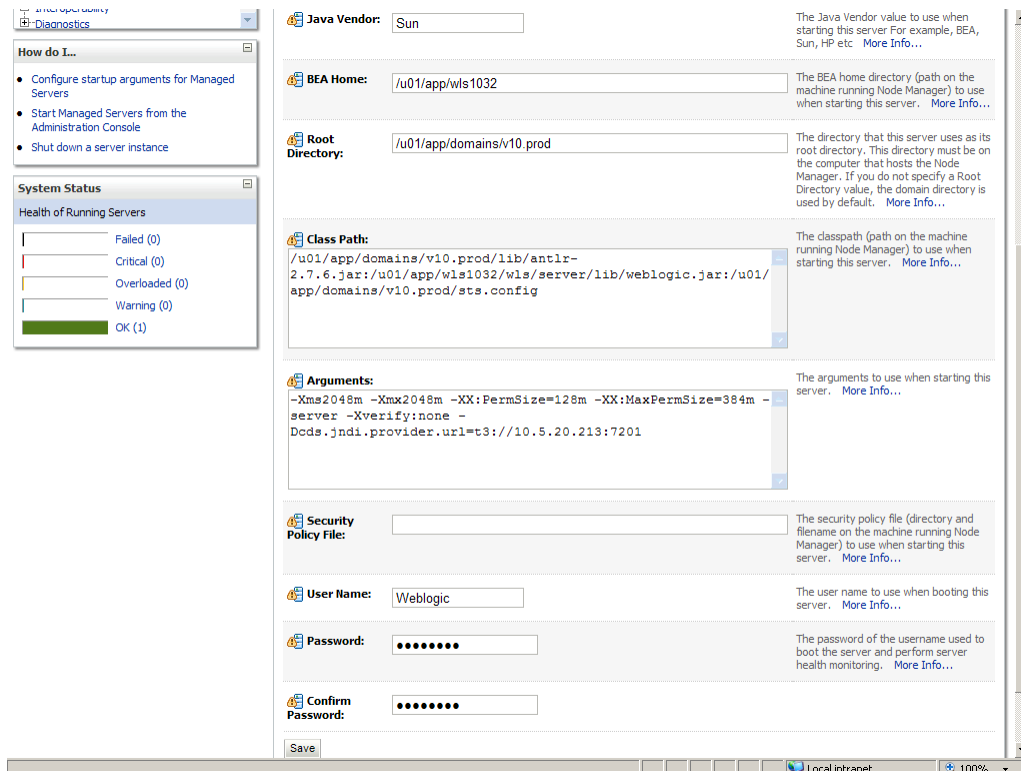 Interoperability
Diagnostics
How do I...
Configure startup arguments for Managed
Servers
Start Managed Servers from the
Administration Console
Shut down a server instance
System Status
Health of Running Servers
Failed (0)
Critical (0)
Overloaded (0)
Warning (0)
OK (1)
Java Vendor:
Sun
The Java Vendor value to use when
starting this server For example, BEA,
Sun, HP etc More Info...
BEA Home:
/u01/app/wls1032
The BEA home directory (path on the
machine running Node Manager) to use
when starting this server. More Info...
Root
Directory:
/u01/app/domains/v10.prod
The directory that this server uses as its
root directory. This directory must be on
the computer that hosts the Node
Manager. If you do not specify a Root
Directory value, the domain directory is
used by default. More Info...
Class Path:
/u01/app/domains/v10.prod/lib/antlr-
2.7.6.jar:/u01/app/wls1032/wls/server/lib/weblogic.jar:/u01/
app/domains/v10.prod/sts.config
The classpath (path on the machine
running Node Manager) to use when
starting this server. More Info...
Arguments:
-Xms2048m -Xmx2048m -XX:PermSize=128m -XX:MaxPermSize=384m -
server -Xverify:none -
Dcds.jndi.provider.url=t3://10.5.20.213:7201
The arguments to use when starting this
server. More Info...
Security
Policy File:
The security policy file (directory and
filename on the machine running Node
Manager) to use when starting this
server. More Info...
User Name:
Weblogic
The user name to use when booting this
server. More Info...
Password:
●●●●●●●●
The password of the username used to
boot the server and perform server
health monitoring. More Info...
Confirm
Password:
●●●●●●●●
Save
Local intranet
100%